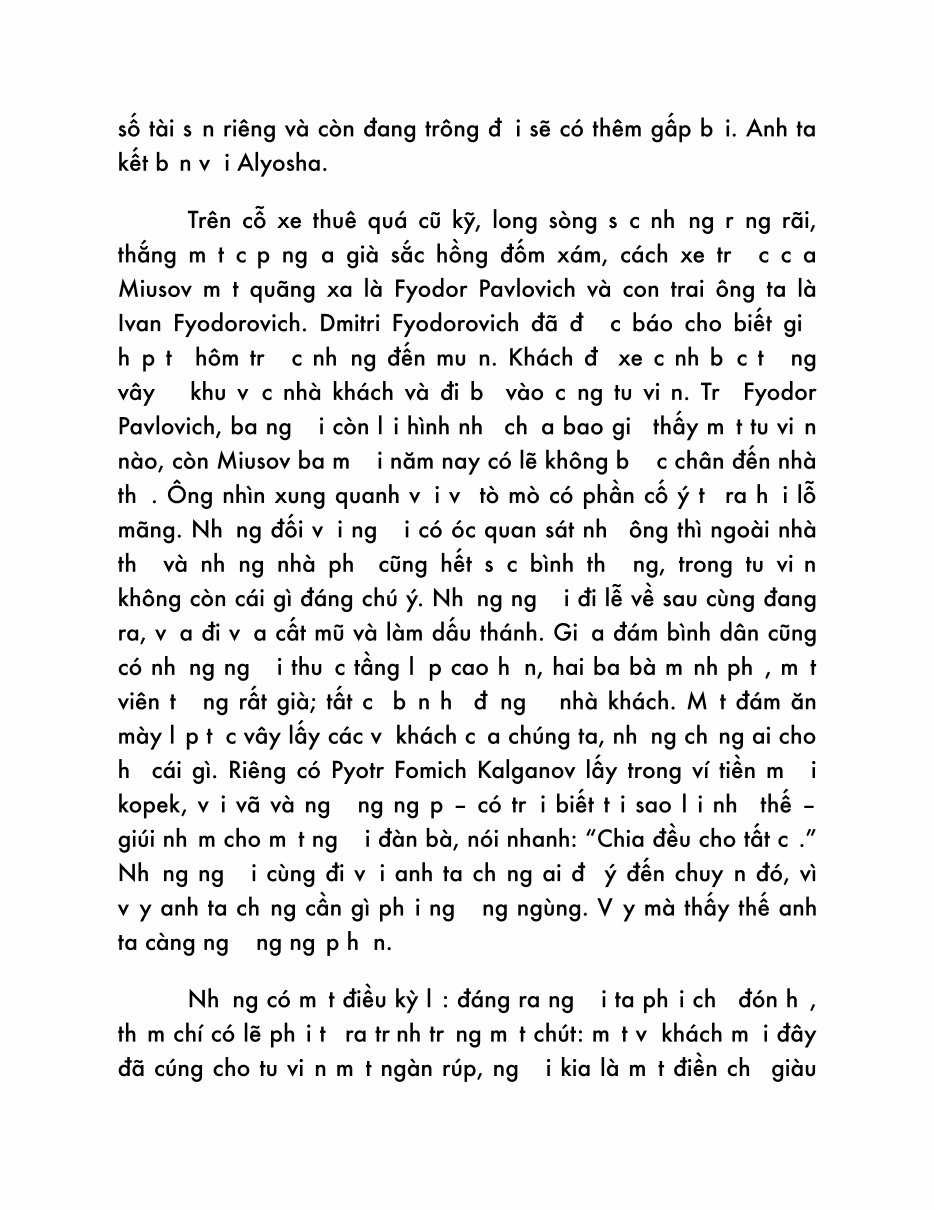 số tài s n riêng và còn đang trông đ i sẽ có thêm gấp b i. Anh ta
kết b n v i Alyosha.
Trên cỗ xe thuê quá cũ kỹ, long sòng s c nh ng r ng rãi,
thắng m t c p ng a già sắc hồng đốm xám, cách xe tr c c a
Miusov m t quãng xa là Fyodor Pavlovich và con trai ông ta là
Ivan Fyodorovich. Dmitri Fyodorovich đã đ c báo cho biết gi
h p t hôm tr c nh ng đến mu n. Khách đ xe c nh b c t ng
vây khu v c nhà khách và đi b vào c ng tu vi n. Tr Fyodor
Pavlovich, ba ng i còn l i hình nh ch a bao gi thấy m t tu vi n
nào, còn Miusov ba m i năm nay có lẽ không b c chân đến nhà
th . Ông nhìn xung quanh v i v tò mò có phần cố ý t ra h i lỗ
mãng. Nh ng đối v i ng i có óc quan sát nh ông thì ngoài nhà
th và nh ng nhà ph cũng hết s c bình th ng, trong tu vi n
không còn cái gì đáng chú ý. Nh ng ng i đi lễ về sau cùng đang
ra, v a đi v a cất mũ và làm dấu thánh. Gi a đám bình dân cũng
có nh ng ng i thu c tầng l p cao h n, hai ba bà m nh ph , m t
viên t ng rất già; tất c b n h đ ng nhà khách. M t đám ăn
mày l p t c vây lấy các v khách c a chúng ta, nh ng ch ng ai cho
h cái gì. Riêng có Pyotr Fomich Kalganov lấy trong ví tiền m i
kopek, v i vã và ng ng ng p – có tr i biết t i sao l i nh thế –
giúi nh m cho m t ng i đàn bà, nói nhanh: “Chia đều cho tất c .”
Nh ng ng i cùng đi v i anh ta ch ng ai đ ý đến chuy n đó, vì
v y anh ta ch ng cần gì ph i ng ng ngùng. V y mà thấy thế anh
ta càng ng ng ng p h n.
Nh ng có m t điều kỳ l : đáng ra ng i ta ph i ch đón h ,
th m chí có lẽ ph i t ra tr nh tr ng m t chút: m t v khách m i đây
đã cúng cho tu vi n m t ngàn rúp, ng i kia là m t điền ch giàu